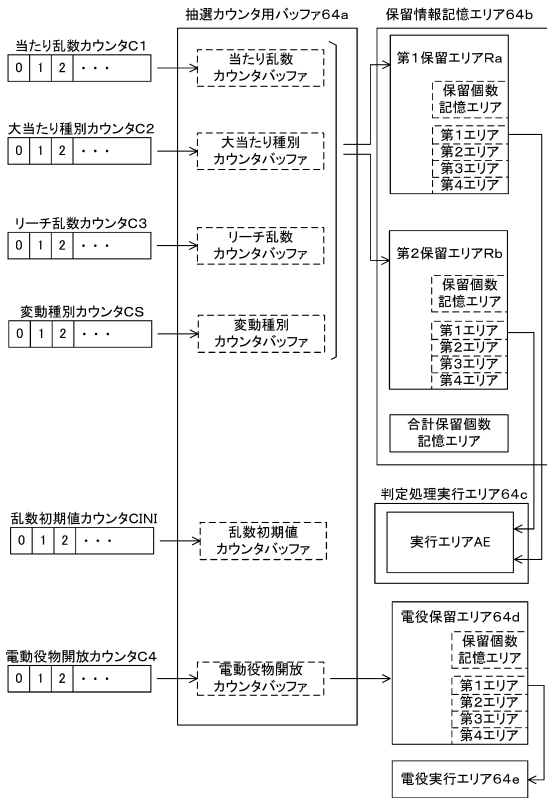 抽選カウンタ用バッファ64a
保留情報記憶エリア64b
当たり乱数カウンタC1
0 1 2 ・・・
当たり乱数
カウンタバッファ
大当たり種別カウンタC2
0 1 2 ・・・
大当たり種別
カウンタバッファ
リーチ乱数カウンタC3
0 1 2 ・・・
リーチ乱数
カウンタバッファ
変動種別カウンタCS
0 1 2 ・・・
変動種別
カウンタバッファ
第1保留エリアRa
保留個数
記憶エリア
第1エリア
第2エリア
第3エリア
第4エリア
第2保留エリアRb
保留個数
記憶エリア
第1エリア
第2エリア
第3エリア
第4エリア
合計保留個数
記憶エリア
乱数初期値カウンタCINI
0 1 2 ・・・
乱数初期値
カウンタバッファ
判定処理実行エリア64c
実行エリアAE
電動役物開放カウンタC4
0 1 2 ・・・
電動役物開放
カウンタバッファ
電役保留エリア64d
保留個数
記憶エリア
第1エリア
第2エリア
第3エリア
第4エリア
電役実行エリア64e